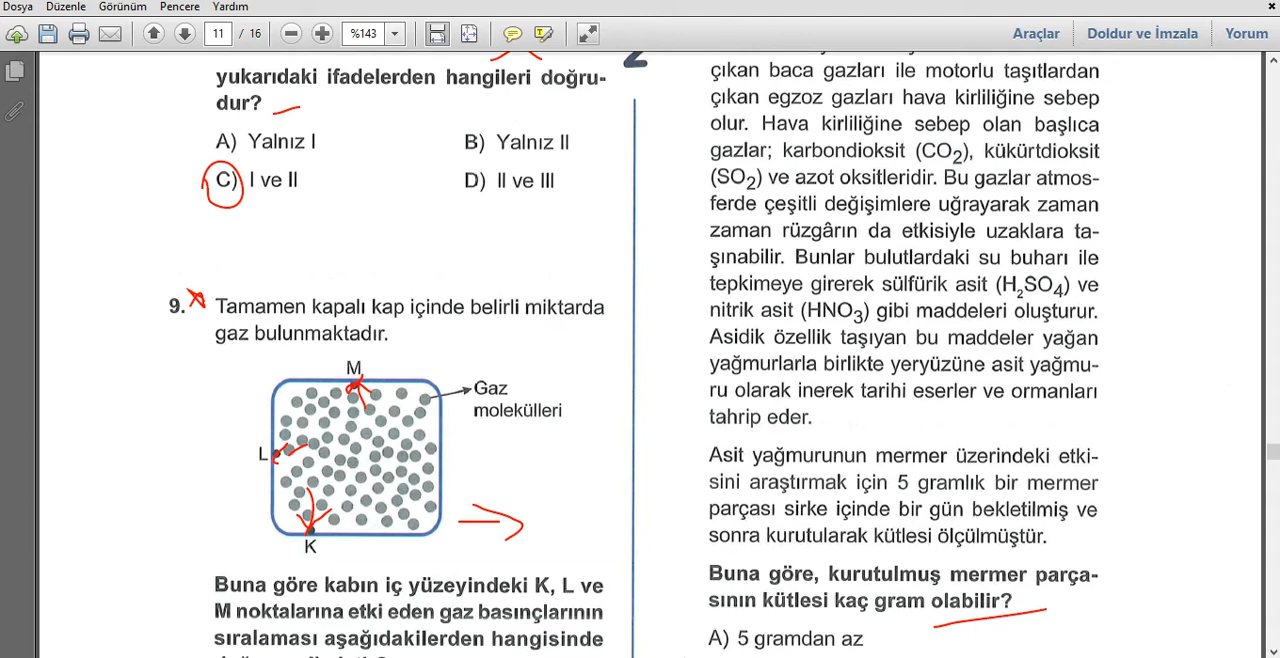 Dosya Düzenle Görünüm Pencere Yardım
11 / 16 %143 Araçlar Doldur ve İmzala Yorum
yukarıdaki ifadelerden hangileri doğru-
dur?
A) Yalnız I B) Yalnız II
C) I ve II D) II ve III
9. Tamamen kapalı kap içinde belirli miktarda
gaz bulunmaktadır.
M
Gaz
molekülleri
L
K
Buna göre kabın iç yüzeyindeki K, L ve
M noktalarına etki eden gaz basınçlarının
sıralaması aşağıdakilerden hangisinde
2
çıkan baca gazları ile motorlu taşıtlardan
çıkan egzoz gazları hava kirliliğine sebep
olur. Hava kirliliğine sebep olan başlıca
gazlar; karbondioksit (CO2), kükürtdioksit
(SO2) ve azot oksitleridir. Bu gazlar atmos-
ferde çeşitli değişimlere uğrayarak zaman
zaman rüzgârın da etkisiyle uzaklara ta-
şınabilir. Bunlar bulutlardaki su buharı ile
tepkimeye girerek sülfürik asit (H2SO4) ve
nitrik asit (HNO3) gibi maddeleri oluşturur.
Asidik özellik taşıyan bu maddeler yağan
yağmurlarla birlikte yeryüzüne asit yağmu-
ru olarak inerek tarihi eserler ve ormanları
tahrip eder.
Asit yağmurunun mermer üzerindeki etki-
sini araştırmak için 5 gramlık bir mermer
parçası sirke içinde bir gün bekletilmiş ve
sonra kurutularak kütlesi ölçülmüştür.
Buna göre, kurutulmuş mermer parça-
sının kütlesi kaç gram olabilir?
A) 5 gramdan az